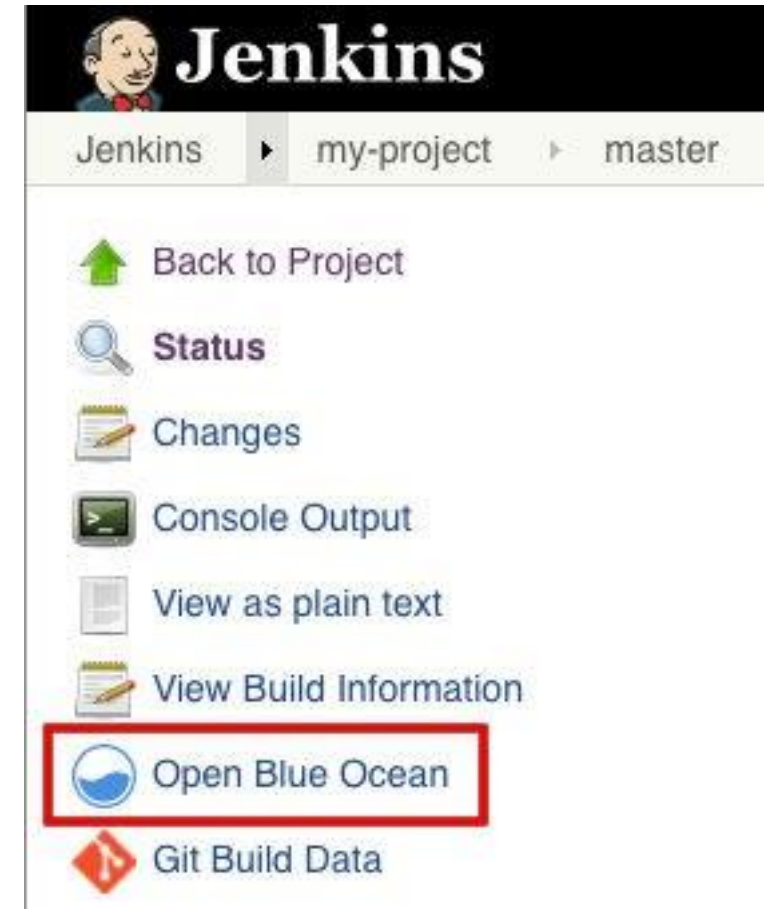 Jenkins
Jenkins my-project master
Back to Project
Status
Changes
Console Output
View as plain text
View Build Information
Open Blue Ocean
Git Build Data